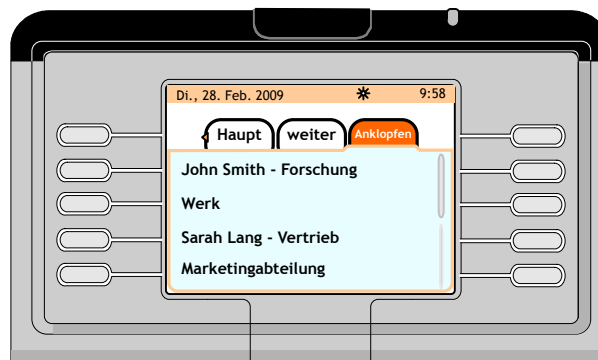 Di., 28. Feb. 2009 9:58
Haupt weiter Anklopfen
John Smith - Forschung
Werk
Sarah Lang - Vertrieb
Marketingabteilung